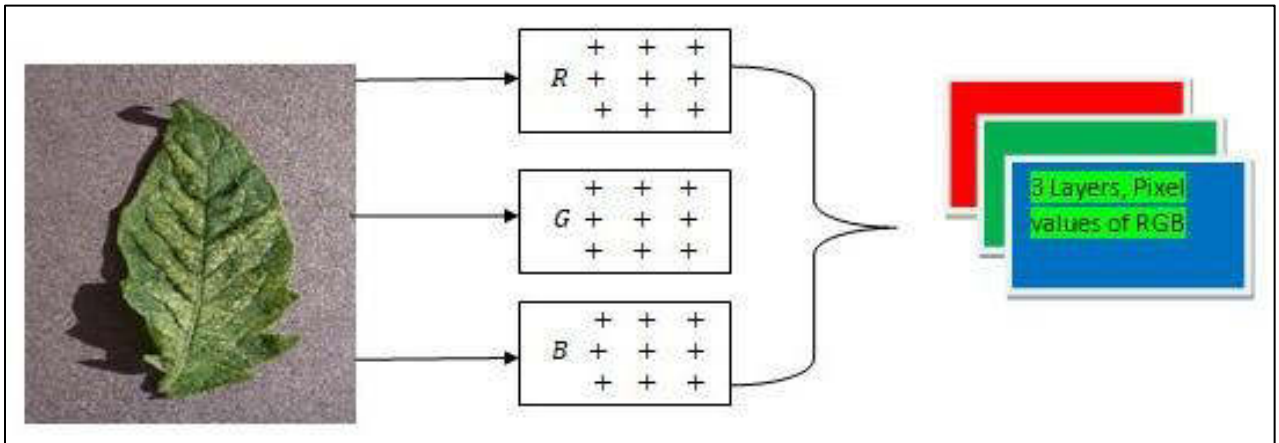 + + +
R + + +
+ + +
+ + +
G + + +
+ + +
+ + +
B + + +
+ + +
3 Layers, Pixel
values of RGB